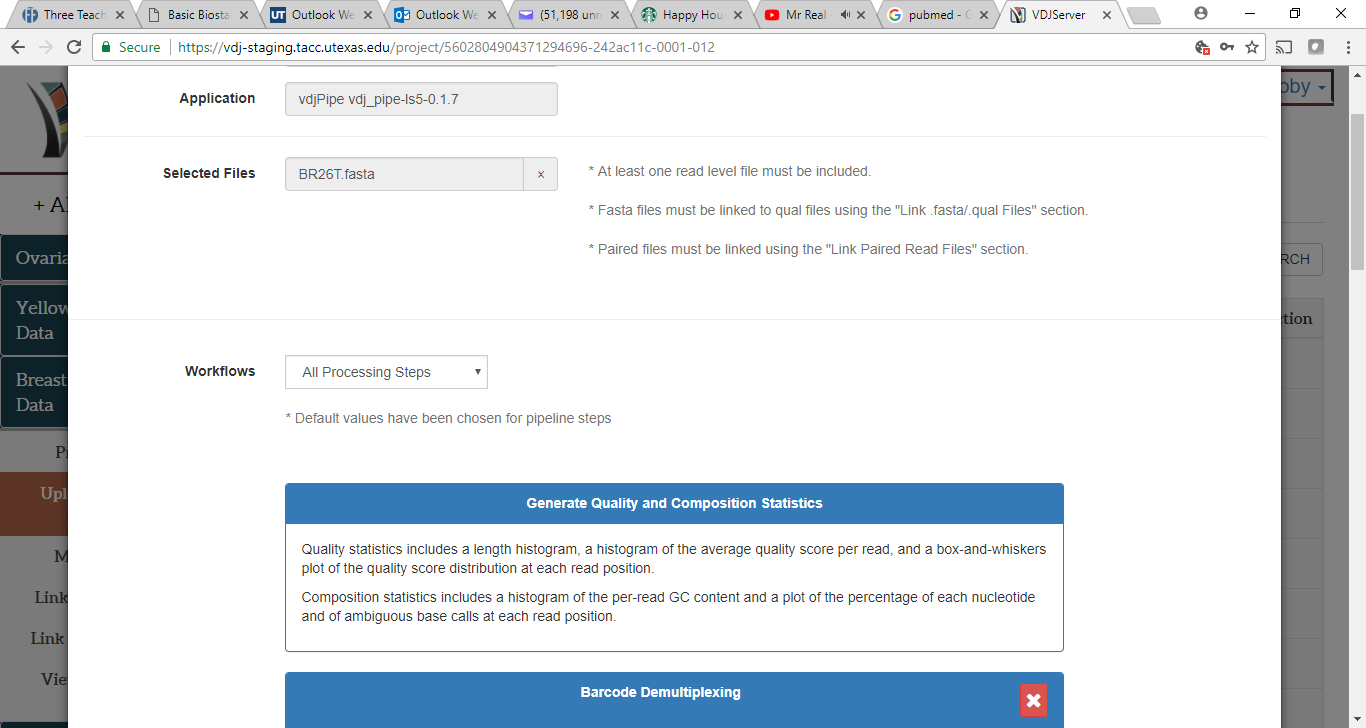 Three Teach
Basic Biosta
Outlook We
Outlook We
(51,198 unr
Happy Hou
Mr Real
pubmed - G
VDJServer
Secure
https://vdj-staging.tacc.utexas.edu/project/5602804904371294696-242ac11c-0001-012
Application
vdjPipe vdj_pipe-ls5-0.1.7
oby
Selected Files
BR26T.fasta
x
* At least one read level file must be included.
* Fasta files must be linked to qual files using the "Link .fasta/.qual Files" section.
* Paired files must be linked using the "Link Paired Read Files" section.
+ A
Ovaria
RCH
Yellow
Data
tion
Workflows
All Processing Steps
Breast
Data
* Default values have been chosen for pipeline steps
P
Upl
Generate Quality and Composition Statistics
Quality statistics includes a length histogram, a histogram of the average quality score per read, and a box-and-whiskers
plot of the quality score distribution at each read position.
M
Link
Composition statistics includes a histogram of the per-read GC content and a plot of the percentage of each nucleotide
and of ambiguous base calls at each read position.
Link
Vie
Barcode Demultiplexing